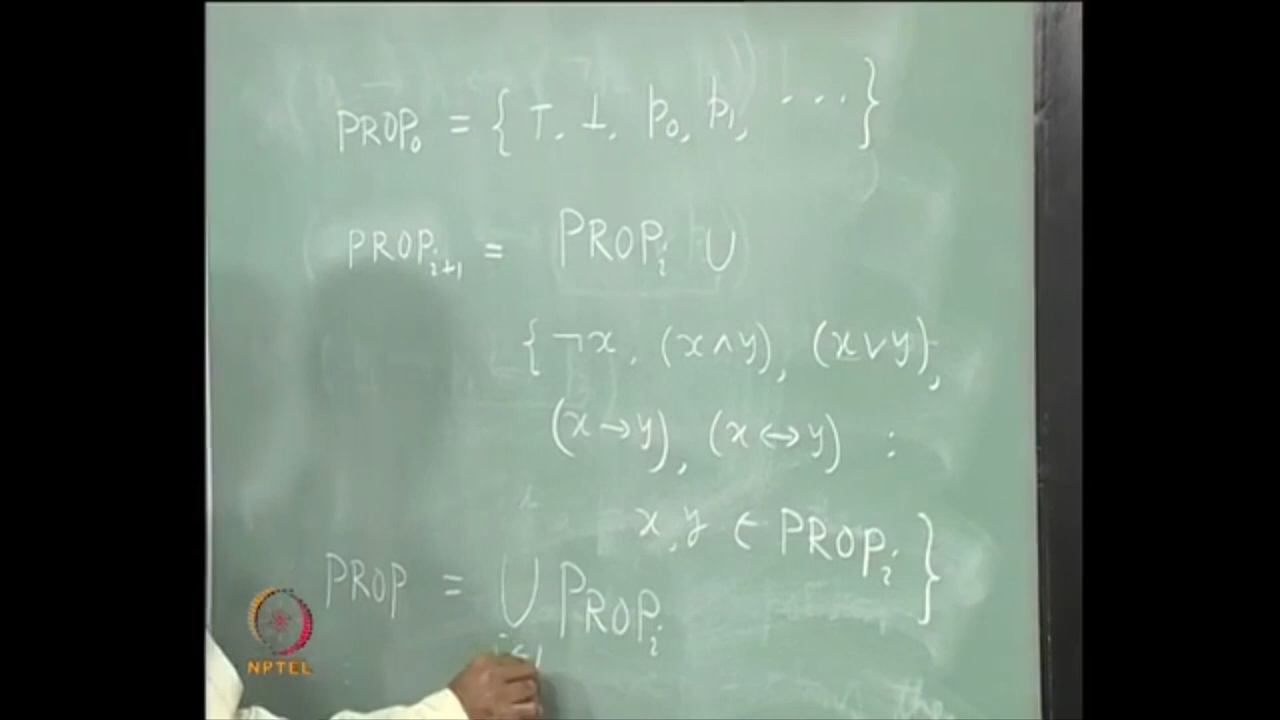 PROP₀ = { ⊤, ⊥, p₀, p₁, ... }
PROPᵢ₊₁ = PROPᵢ ∪
{ ¬x, (x∧y), (x∨y),
(x→y), (x↔y) :
x, y ∈ PROPᵢ }
PROP = ∪ PROPᵢ
NPTEL